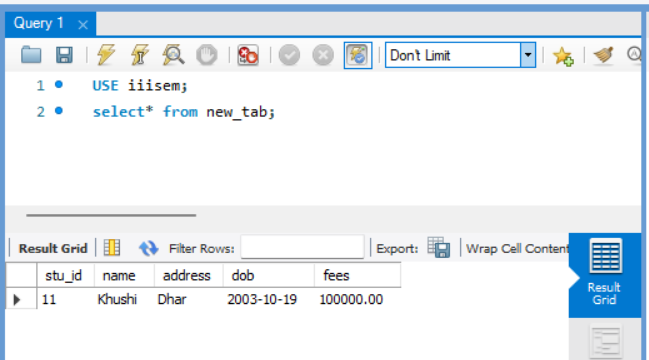 Query 1
Don't Limit
1 USE iiisem;
2 select* from new_tab;
Result Grid Filter Rows: Export: Wrap Cell Content
stu_id name address dob fees
11 Khushi Dhar 2003-10-19 100000.00
Result
Grid